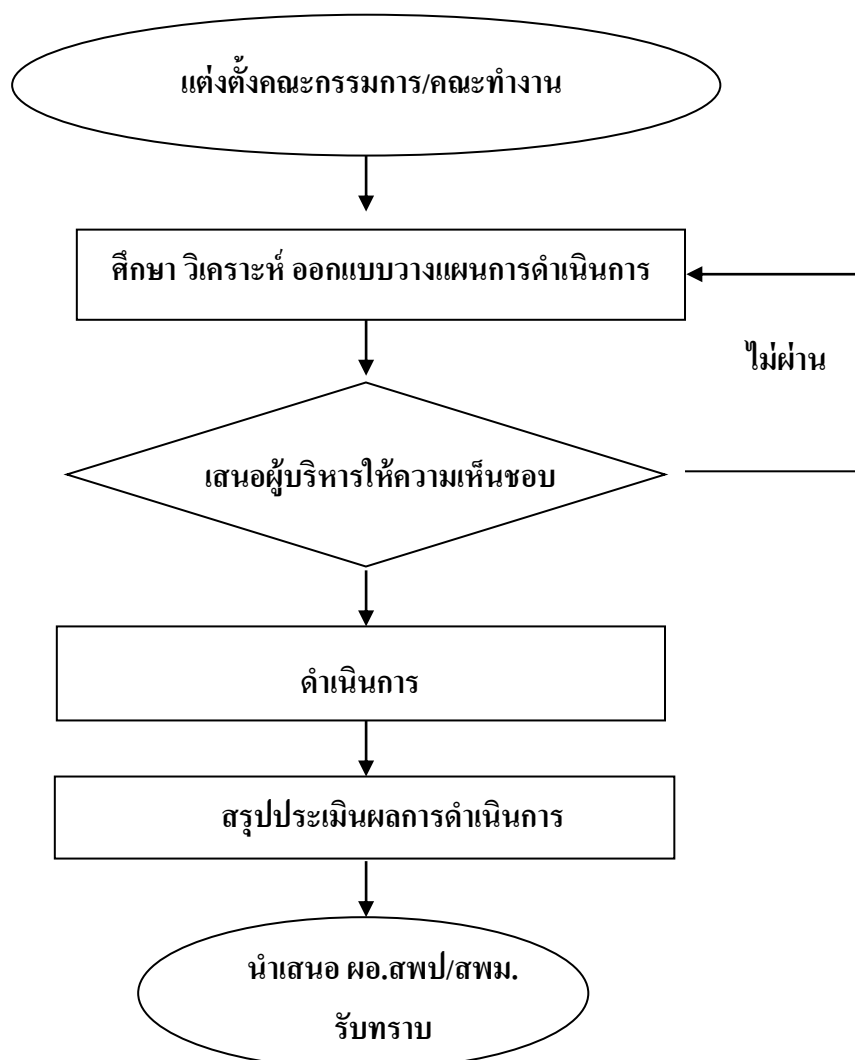 แต่งตั้งคณะกรรมการ/คณะทำงาน
ศึกษา วิเคราะห์ ออกแบบวางแผนการดำเนินการ
ไม่ผ่าน
เสนอผู้บริหารให้ความเห็นชอบ
ดำเนินการ
สรุปประเมินผลการดำเนินการ
นำเสนอ ผอ.สพป/สพม.
รับทราบ